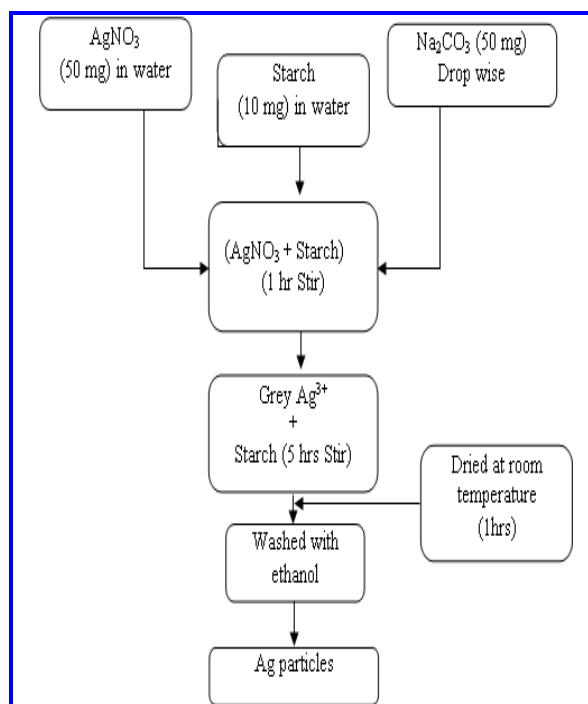 AgNO₃
(50 mg) in water
Starch
(10 mg) in water
Na₂CO₃ (50 mg)
Drop wise
(AgNO₃ + Starch)
(1 hr Stir)
Grey Ag³⁺
+
Starch (5 hrs Stir)
Dried at room
temperature
(1hrs)
Washed with
ethanol
Ag particles